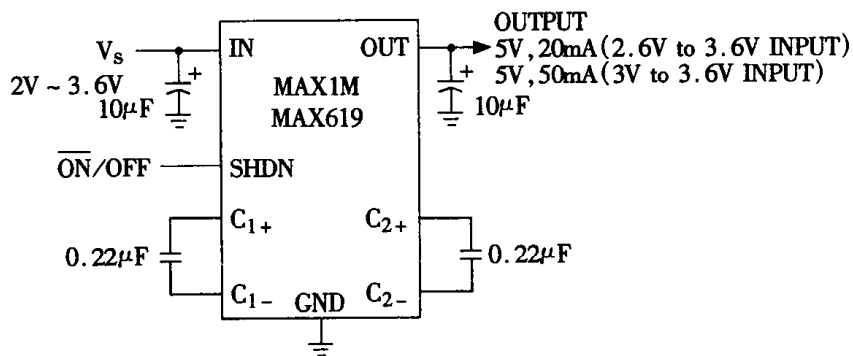 OUTPUT
V_s IN OUT 5V, 20mA (2.6V to 3.6V INPUT)
5V, 50mA (3V to 3.6V INPUT)
+ +
2V ~ 3.6V
10μF MAX1M 10μF
MAX619
ON/OFF SHDN
C1+ C2+
0.22μF 0.22μF
C1− GND C2−